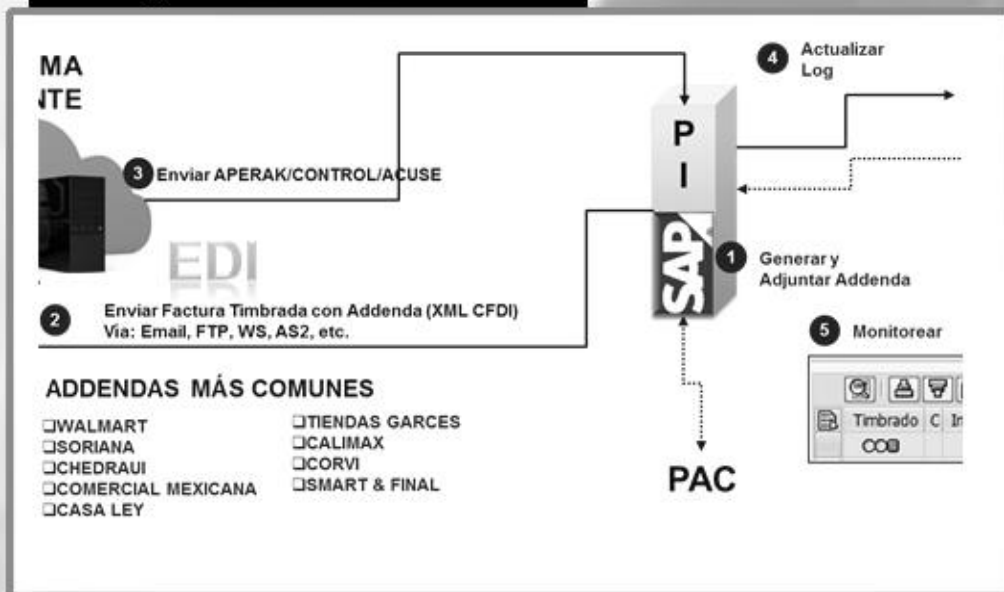 MA
NTE
4 Actualizar
Log
P
I
3 Enviar APERAK/CONTROL/ACUSE
EDI
SAP
1 Generar y
Adjuntar Addenda
2 Enviar Factura Timbrada con Addenda (XML CFDI)
Via: Email, FTP, WS, AS2, etc.
5 Monitorear
Timbrado C In
ADDENDAS MÁS COMUNES
❑WALMART
❑SORIANA
❑CHEDRAUI
❑COMERCIAL MEXICANA
❑CASA LEY
❑TIENDAS GARCES
❑CALIMAX
❑CORVI
❑SMART & FINAL
PAC